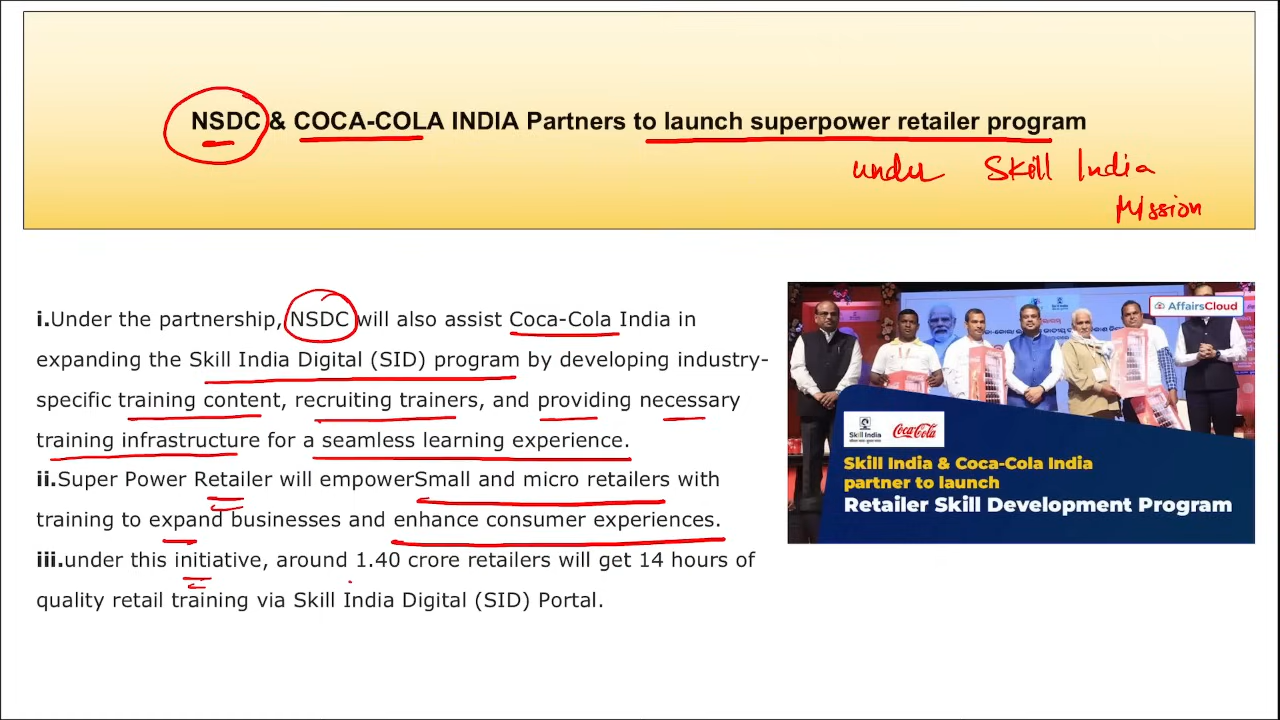 NSDC & COCA-COLA INDIA Partners to launch superpower retailer program
under Skill India
Mission
i.Under the partnership, NSDC will also assist Coca-Cola India in
expanding the Skill India Digital (SID) program by developing industry-
specific training content, recruiting trainers, and providing necessary
training infrastructure for a seamless learning experience.
ii.Super Power Retailer will empowerSmall and micro retailers with
training to expand businesses and enhance consumer experiences.
iii.under this initiative, around 1.40 crore retailers will get 14 hours of
quality retail training via Skill India Digital (SID) Portal.
AffairsCloud
Skill India
Coca-Cola
Skill India & Coca-Cola India
partner to launch
Retailer Skill Development Program